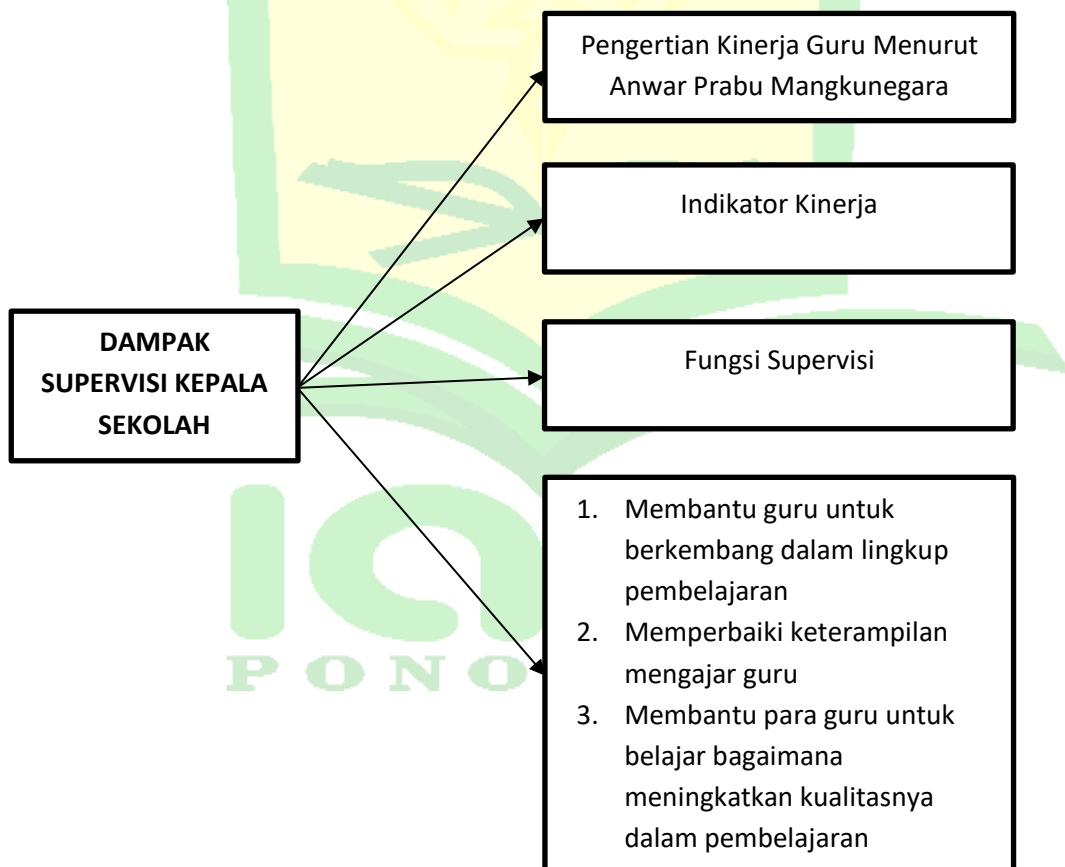 Pengertian Kinerja Guru Menurut
Anwar Prabu Mangkunegara
Indikator Kinerja
DAMPAK
SUPERVISI KEPALA
SEKOLAH
Fungsi Supervisi
1. Membantu guru untuk
berkembang dalam lingkup
pembelajaran
2. Memperbaiki keterampilan
mengajar guru
3. Membantu para guru untuk
belajar bagaimana
meningkatkan kualitasnya
dalam pembelajaran
PONO